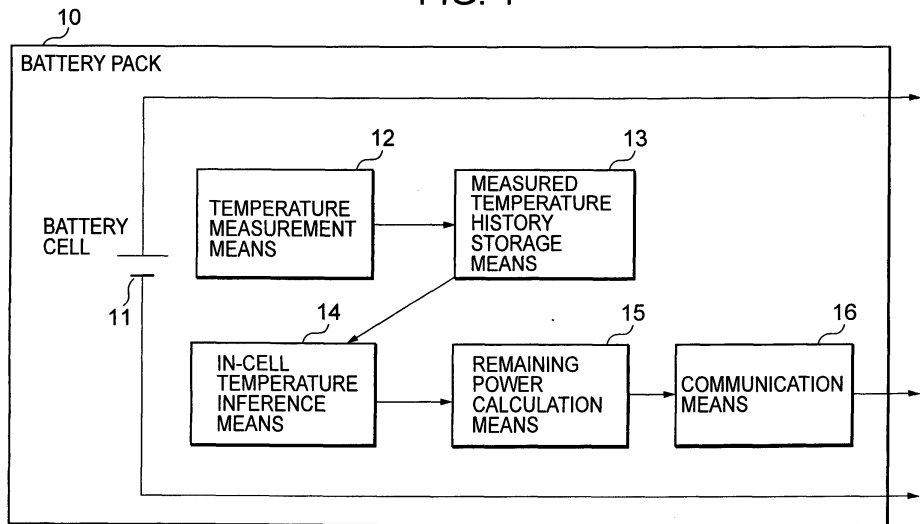 10
BATTERY PACK
12
13
TEMPERATURE
MEASUREMENT
MEANS
MEASURED
TEMPERATURE
HISTORY
STORAGE
MEANS
BATTERY
CELL
11
14
15
16
IN-CELL
TEMPERATURE
INFERENCE
MEANS
REMAINING
POWER
CALCULATION
MEANS
COMMUNICATION
MEANS